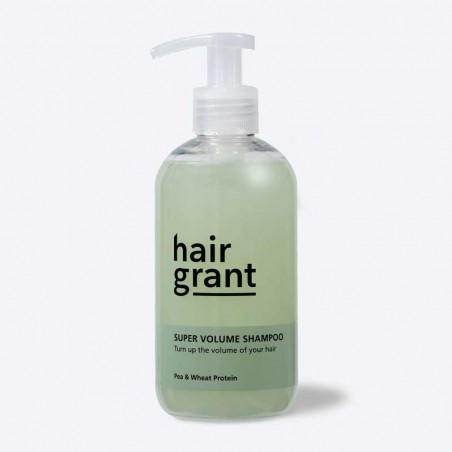 hair
grant
SUPER VOLUME SHAMPOO
Turn up the volume of your hair
Pea & Wheat Protein